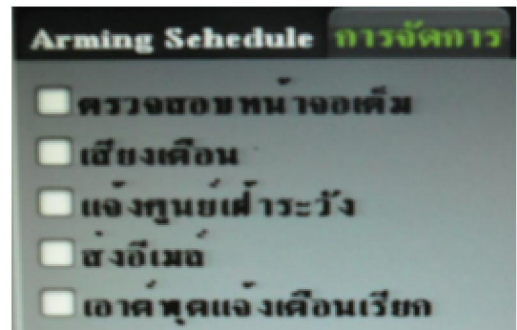 Arming Schedule การจัดการ
ตรวจสอบหน้าจอเต็ม
เสียงเตือน
แจ้งศูนย์เฝ้าระวัง
ส่งอีเมล์
เอาต์พุตแจ้งเตือนเรียก